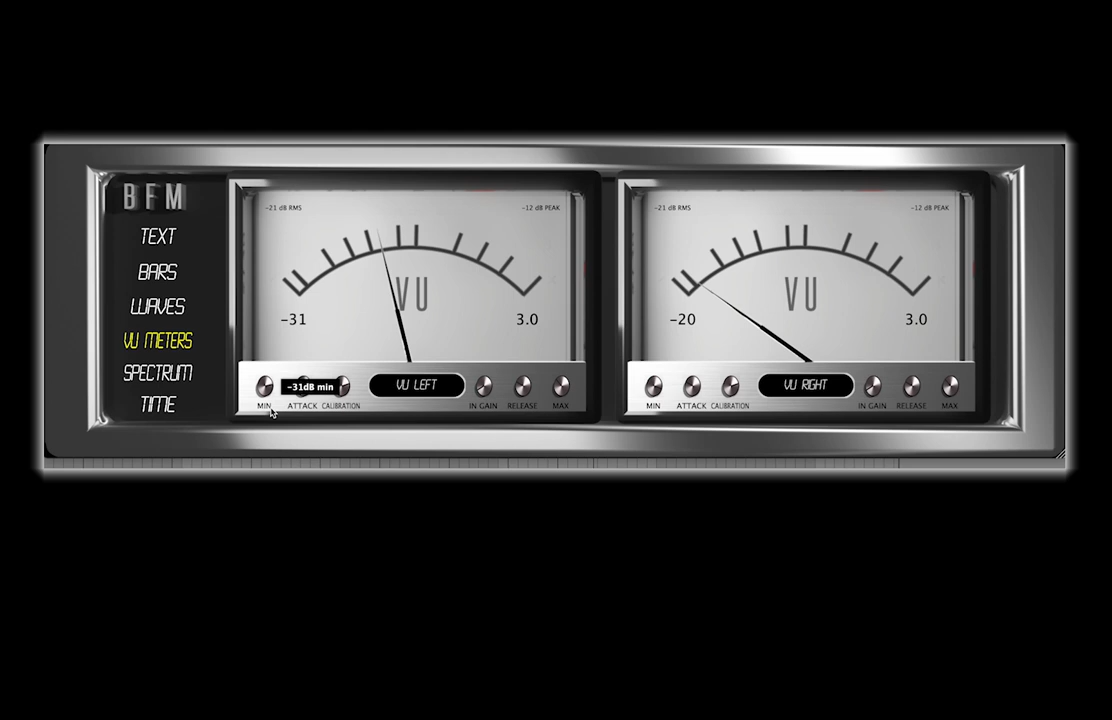 BFM
TEXT
BARS
WAVES
VU METERS
SPECTRUM
TIME
-21 dB RMS
-12 dB PEAK
VU
-31
3.0
-31dB min
VU LEFT
MIN
ATTACK
CALIBRATION
IN GAIN
RELEASE
MAX
-21 dB RMS
-12 dB PEAK
VU
-20
3.0
VU RIGHT
MIN
ATTACK
CALIBRATION
IN GAIN
RELEASE
MAX